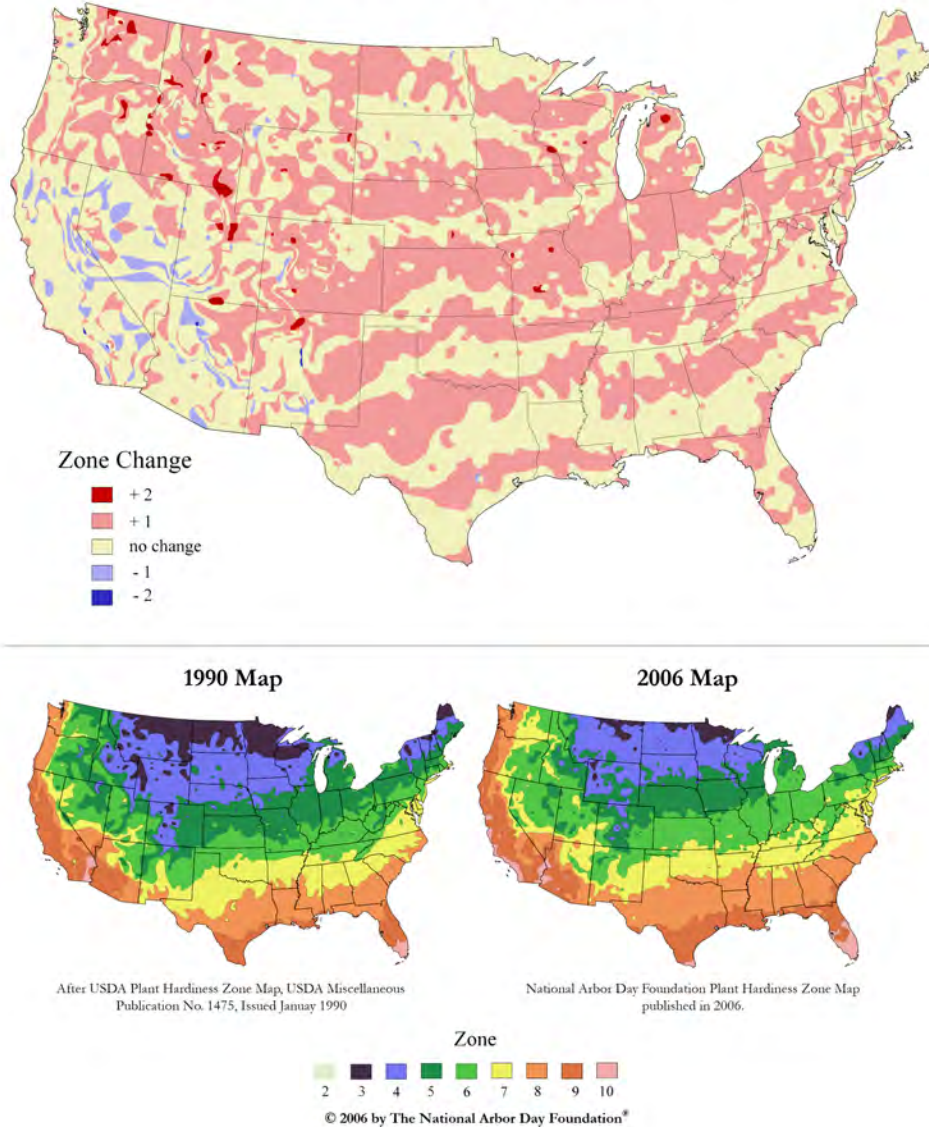 Zone Change
+ 2
+ 1
no change
- 1
- 2
1990 Map
2006 Map
After USDA Plant Hardiness Zone Map, USDA Miscellaneous
Publication No. 1475, Issued Januay 1990
National Arbor Day Foundation Plant Hardiness Zone Map
published in 2006.
Zone
2 3 4 5 6 7 8 9 10
© 2006 by The National Arbor Day Foundation®